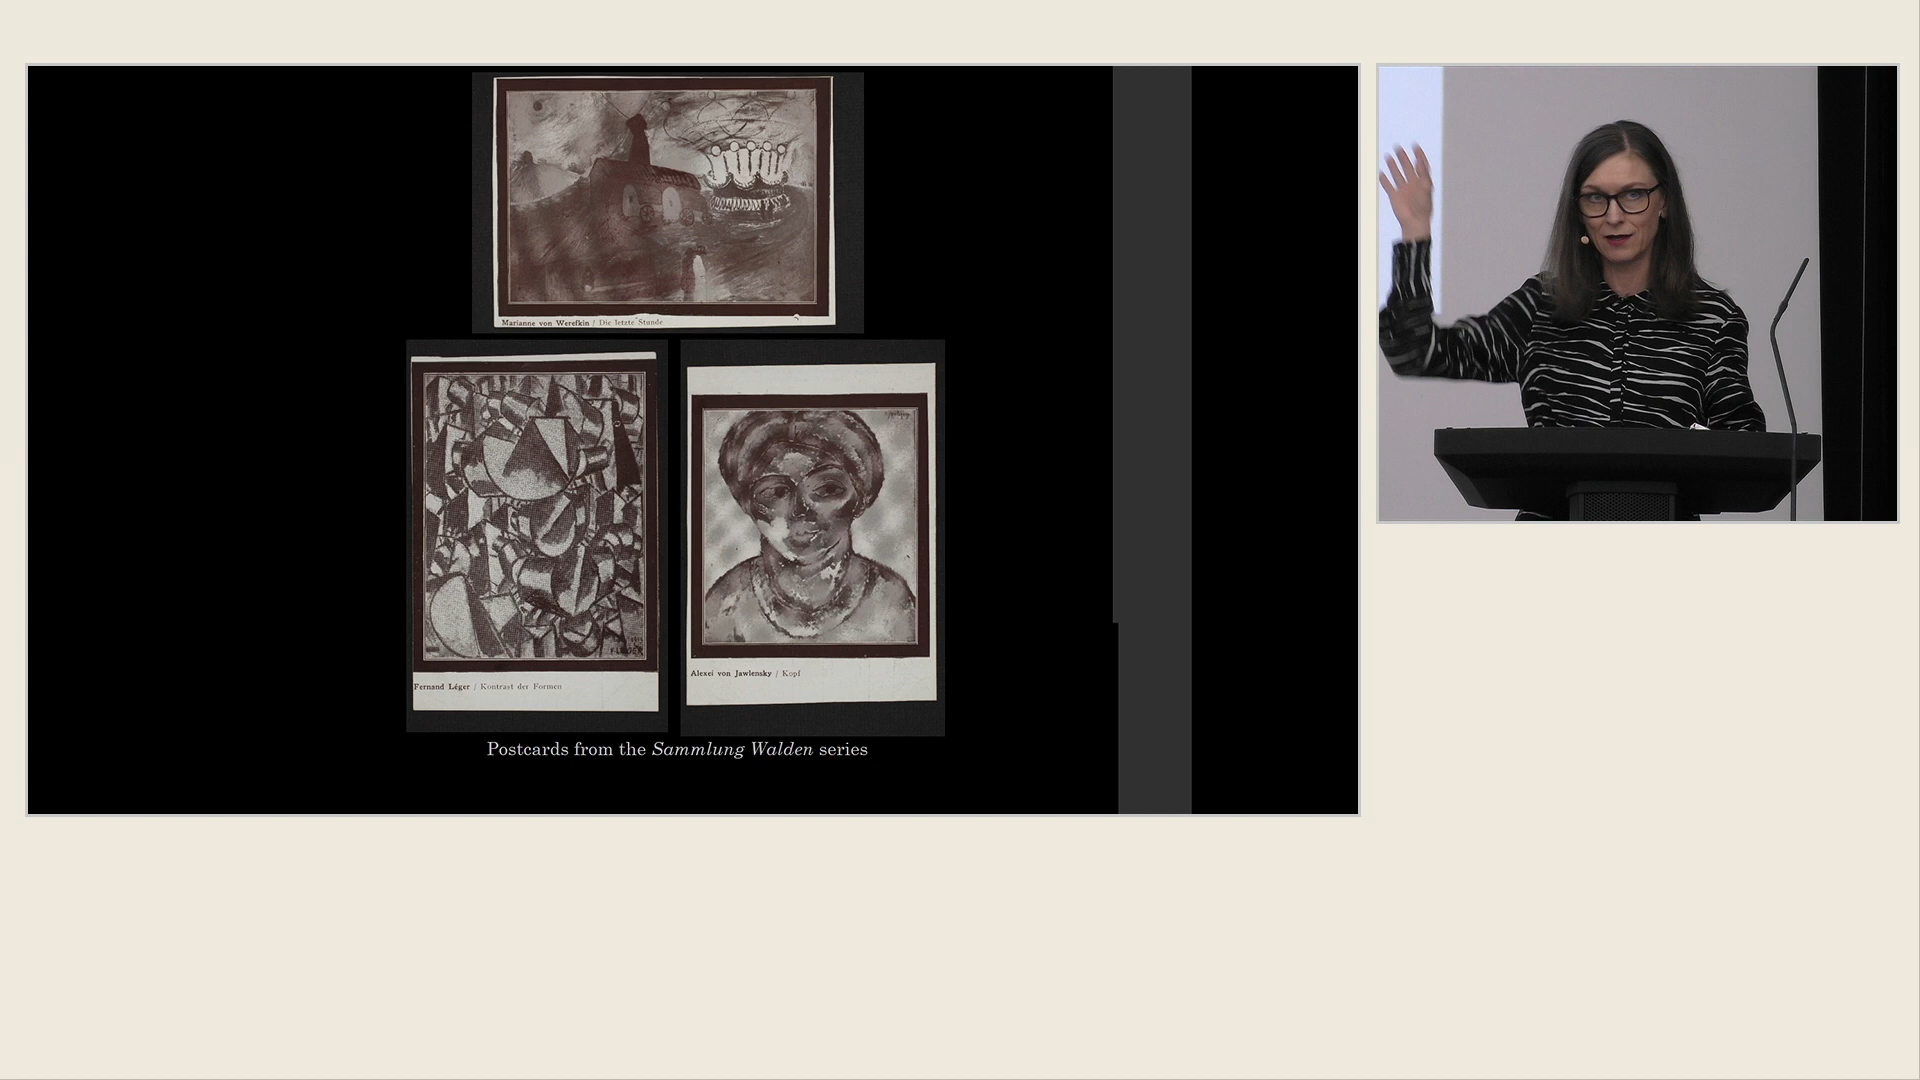 Marianne von Werefkin / Die letzte Stunde
Fernand Léger / Kontrast der Formen
Alexei von Jawlensky / Kopf
Postcards from the Sammlung Walden series